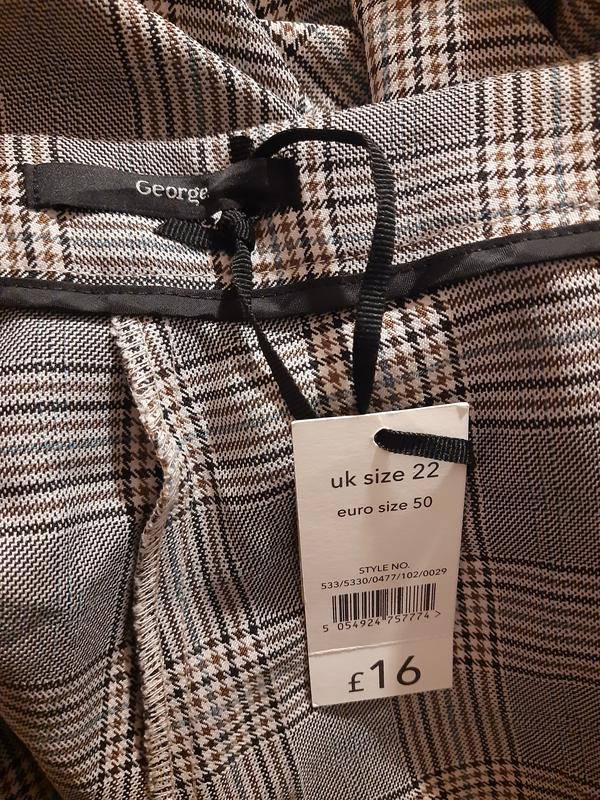 George
uk size 22
euro size 50
STYLE NO.
533/5330/0477/102/0029
5 054924 757774 >
£16